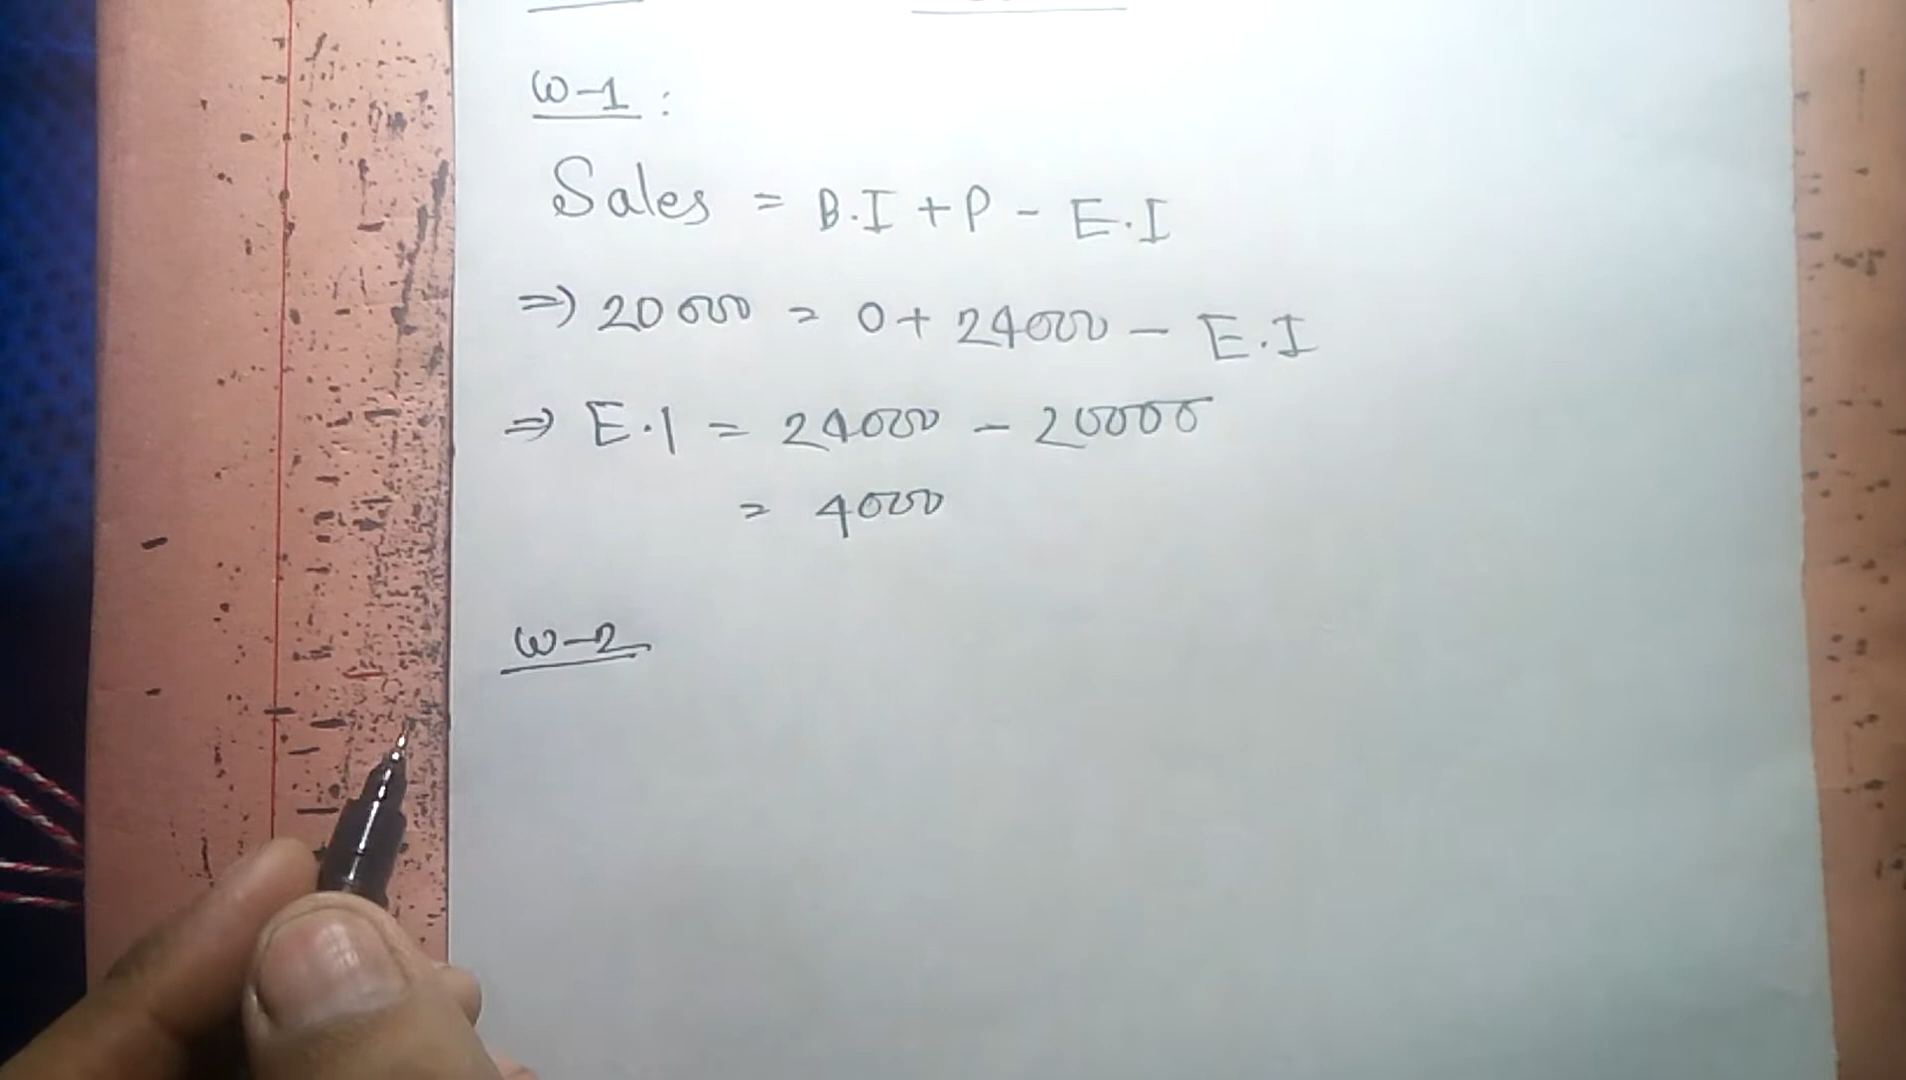 W-1 :
Sales = B.I + P - E.I
⇒ 20000 = 0 + 24000 - E.I
⇒ E.I = 24000 - 20000
= 4000
W-2